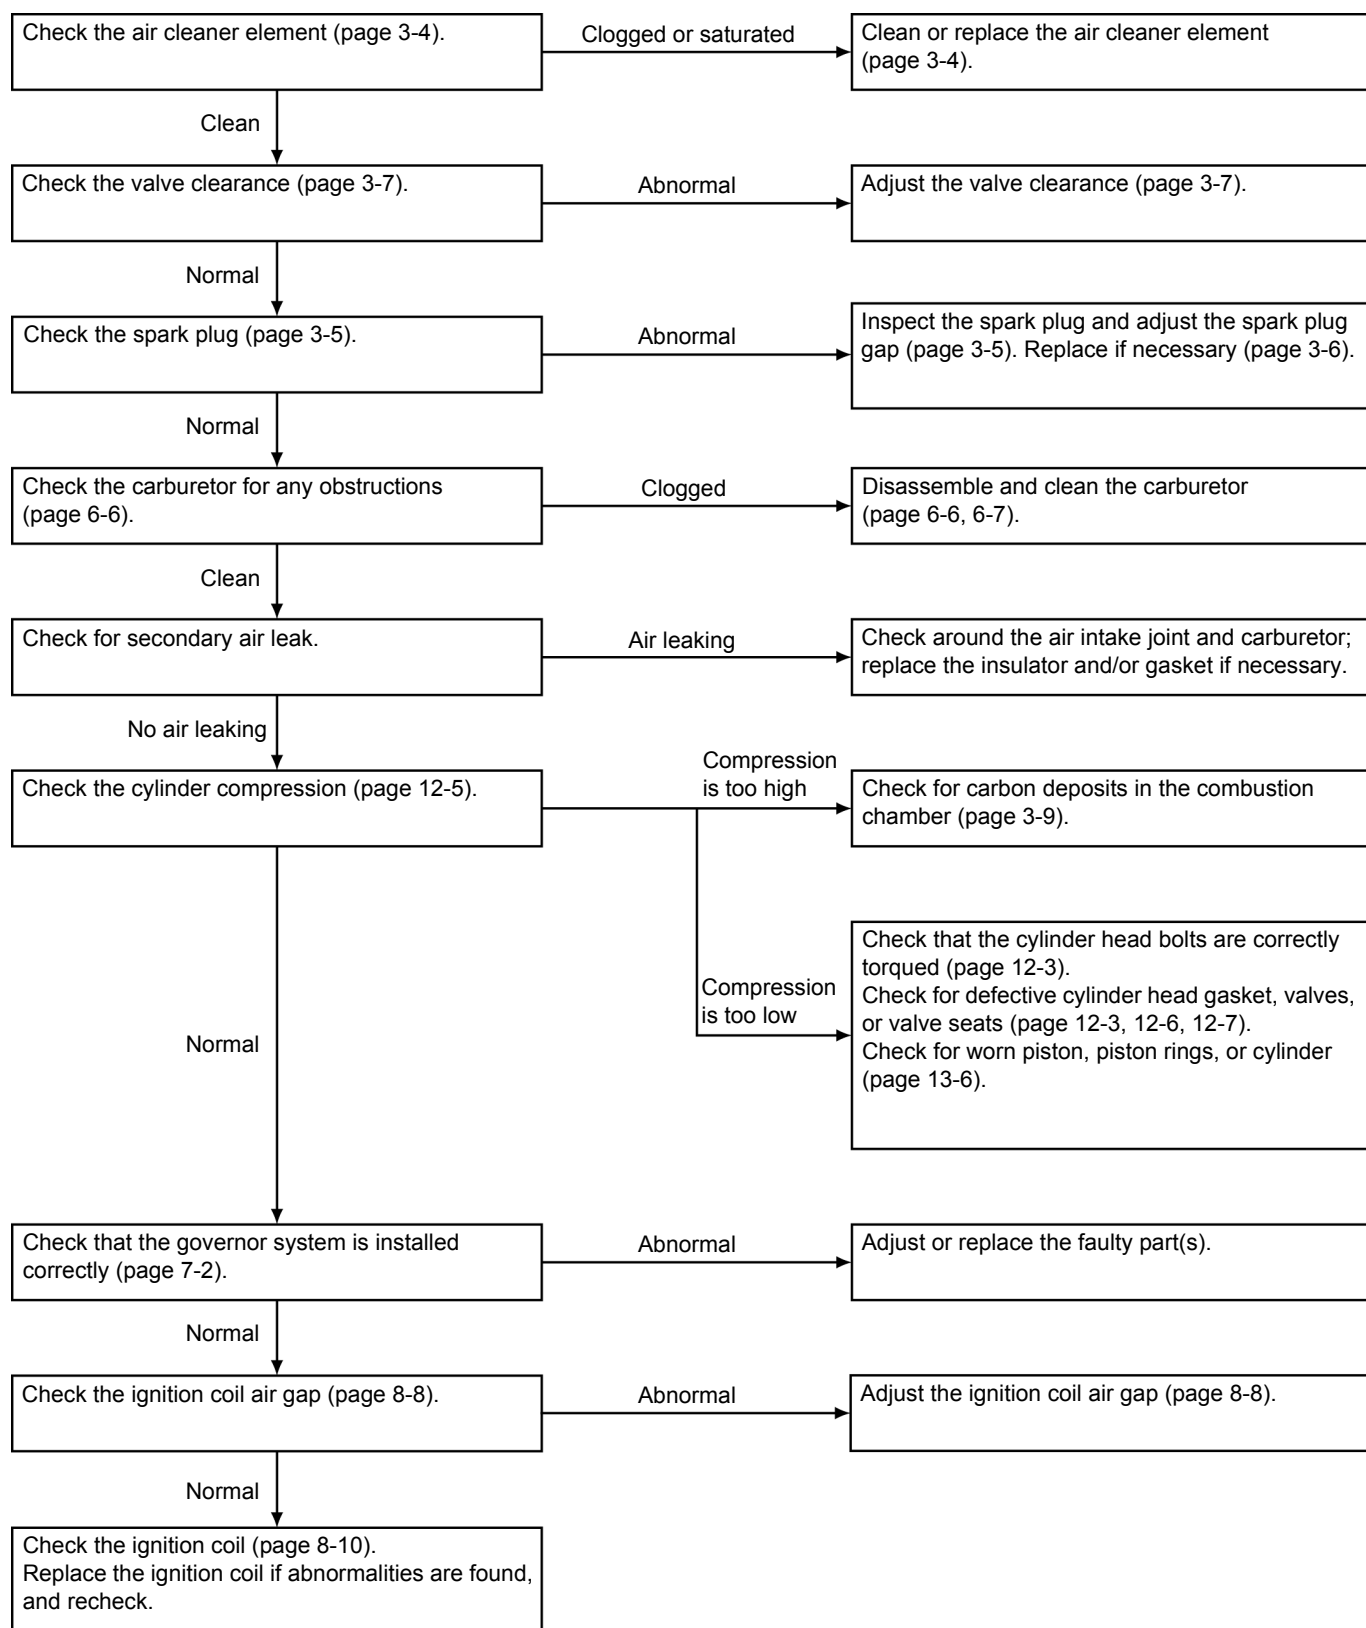 Check the air cleaner element (page 3-4).
Clogged or saturated
Clean or replace the air cleaner element
(page 3-4).
Clean
Check the valve clearance (page 3-7).
Abnormal
Adjust the valve clearance (page 3-7).
Normal
Check the spark plug (page 3-5).
Abnormal
Inspect the spark plug and adjust the spark plug
gap (page 3-5). Replace if necessary (page 3-6).
Normal
Check the carburetor for any obstructions
(page 6-6).
Clogged
Disassemble and clean the carburetor
(page 6-6, 6-7).
Clean
Check for secondary air leak.
Air leaking
Check around the air intake joint and carburetor;
replace the insulator and/or gasket if necessary.
No air leaking
Check the cylinder compression (page 12-5).
Compression
is too high
Check for carbon deposits in the combustion
chamber (page 3-9).
Compression
is too low
Check that the cylinder head bolts are correctly
torqued (page 12-3).
Check for defective cylinder head gasket, valves,
or valve seats (page 12-3, 12-6, 12-7).
Check for worn piston, piston rings, or cylinder
(page 13-6).
Normal
Check that the governor system is installed
correctly (page 7-2).
Abnormal
Adjust or replace the faulty part(s).
Normal
Check the ignition coil air gap (page 8-8).
Abnormal
Adjust the ignition coil air gap (page 8-8).
Normal
Check the ignition coil (page 8-10).
Replace the ignition coil if abnormalities are found,
and recheck.